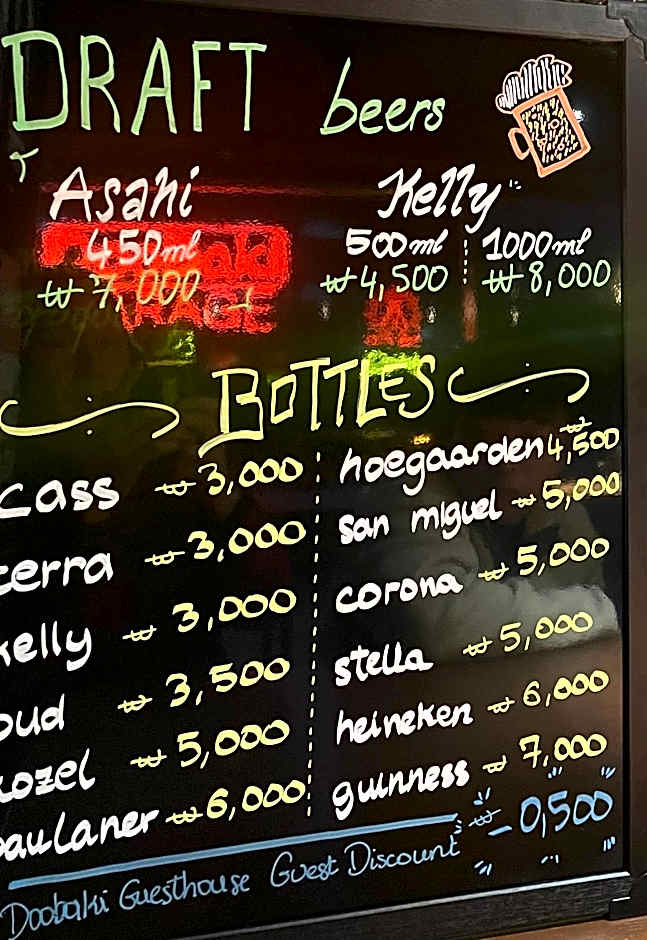 DRAFT beers
Asahi
450ml
₩7,000
Kelly
500ml 1000ml
₩4,500 ₩8,000
BOTTLES
cass ₩3,000
terra ₩3,000
kelly ₩3,000
oud ₩3,500
kozel ₩5,000
paulaner ₩6,000
hoegaarden ₩4,500
san miguel ₩5,000
corona ₩5,000
stella ₩5,000
heineken ₩6,000
guinness ₩7,000
Doobaki Guesthouse Guest Discount ₩-0,500